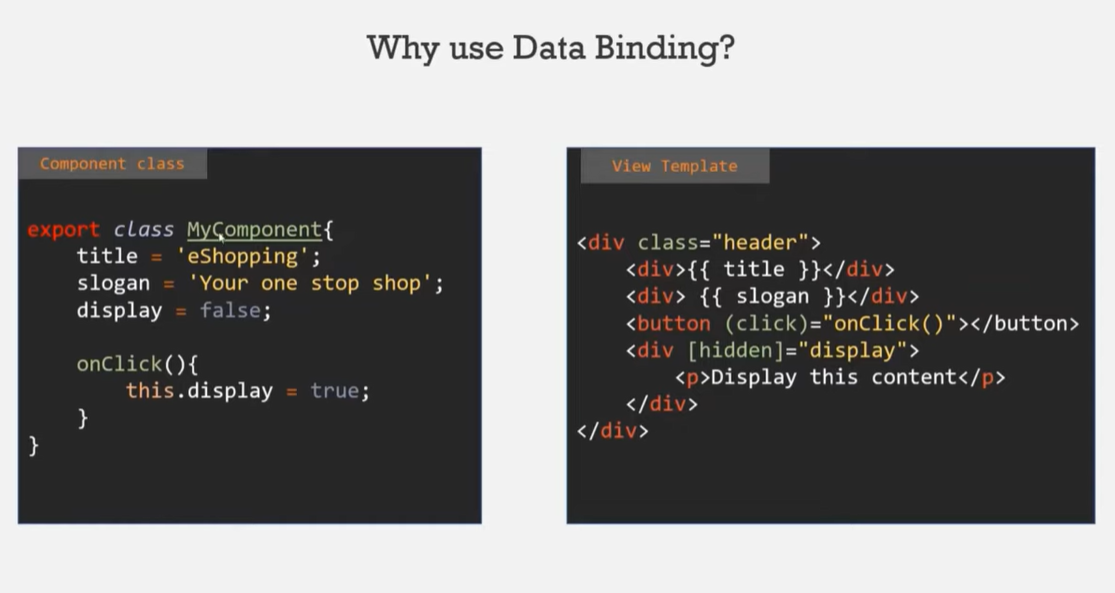 Why use Data Binding?
Component class
export class MyComponent{
title = 'eShopping';
slogan = 'Your one stop shop';
display = false;
onClick(){
this.display = true;
}
}
View Template
<div class="header">
<div>{{ title }}</div>
<div> {{ slogan }}</div>
<button (click)="onClick()"></button>
<div [hidden]="display">
<p>Display this content</p>
</div>
</div>